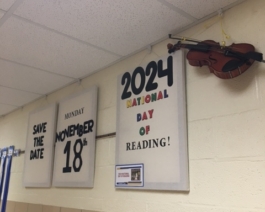 SAVE
THE
DATE
MONDAY
NOVEMBER
18th
2024
NATIONAL
DAY
OF
READING!